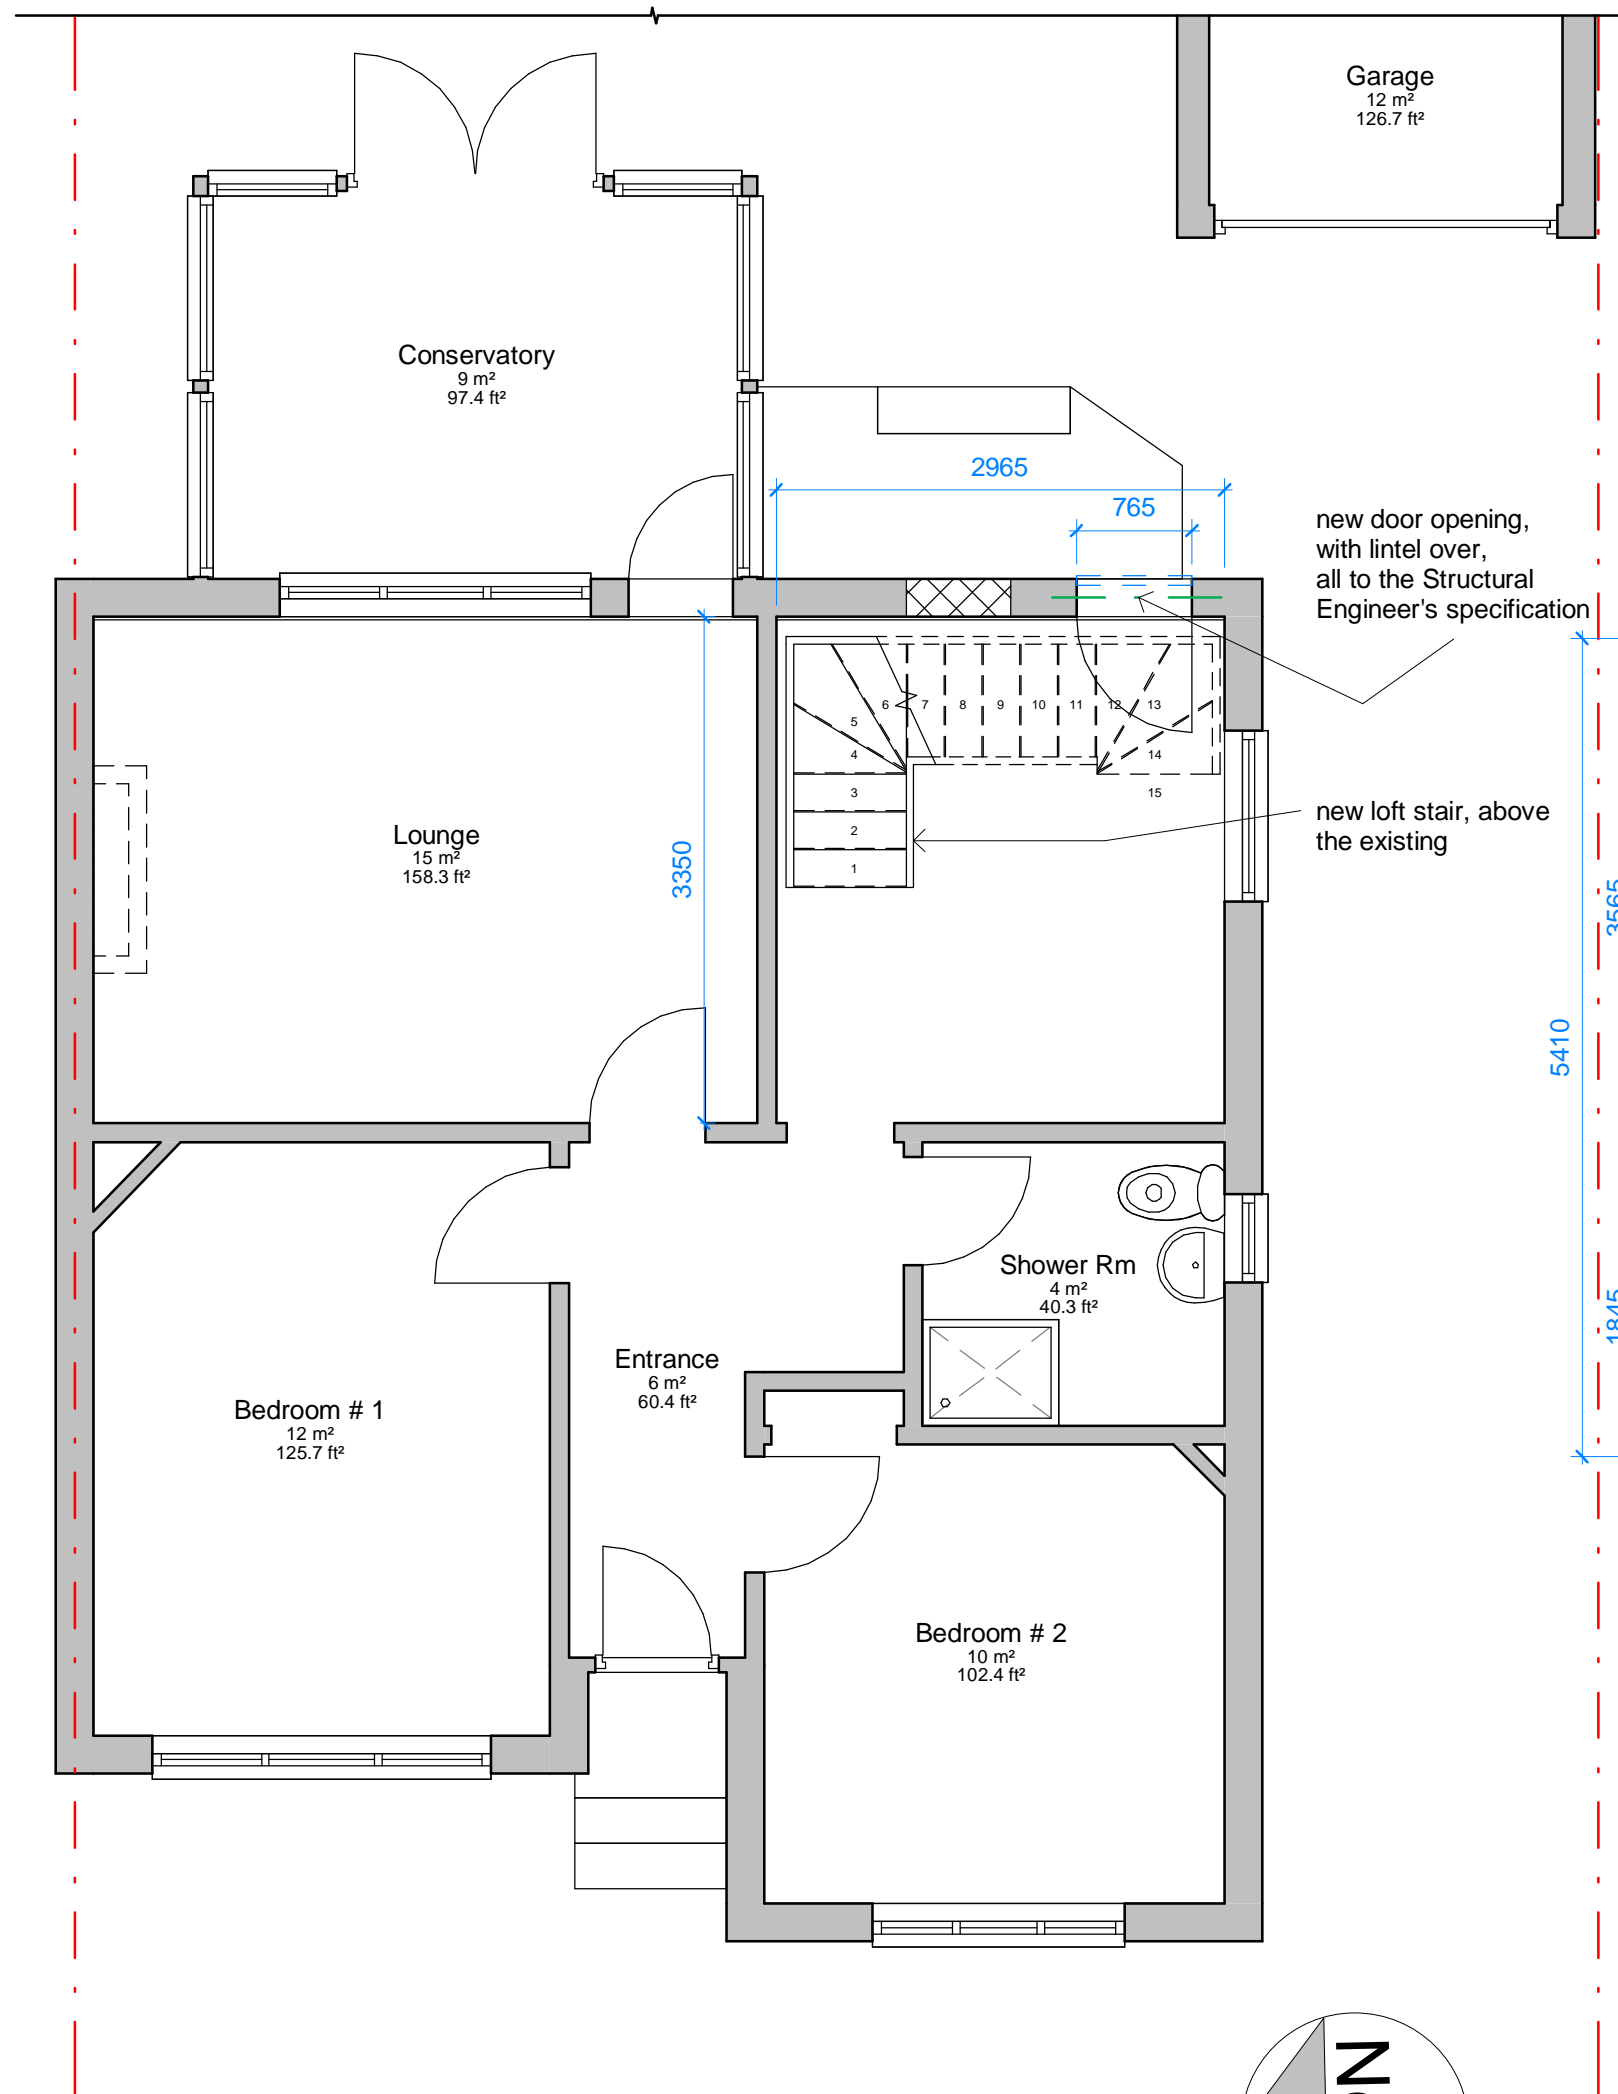 Garage
12 m²
126.7 ft²
Conservatory
9 m²
97.4 ft²
2965
765
new door opening,
with lintel over,
all to the Structural
Engineer's specification
6
7
8
9
10
11
12
13
5
4
14
3
15
2
1
new loft stair, above
the existing
Lounge
15 m²
158.3 ft²
3350
3565
5410
1845
Shower Rm
4 m²
40.3 ft²
Entrance
6 m²
60.4 ft²
Bedroom # 1
12 m²
125.7 ft²
Bedroom # 2
10 m²
102.4 ft²
N